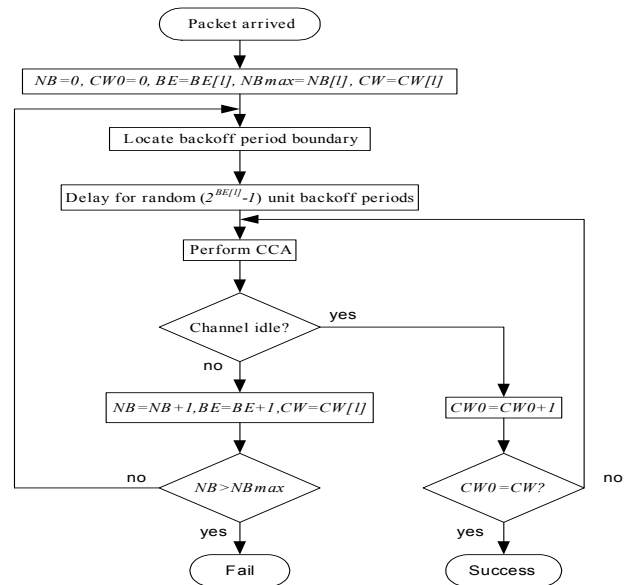 Packet arrived
NB=0, CW0=0, BE=BE[l], NBmax=NB[l], CW=CW[l]
Locate backoff period boundary
Delay for random (2^{BE[l]}-1) unit backoff periods
Perform CCA
Channel idle?
yes
no
NB=NB+1,BE=BE+1,CW=CW[l]
CW0=CW0+1
no
NB>NBmax
CW0=CW?
no
yes
yes
Fail
Success